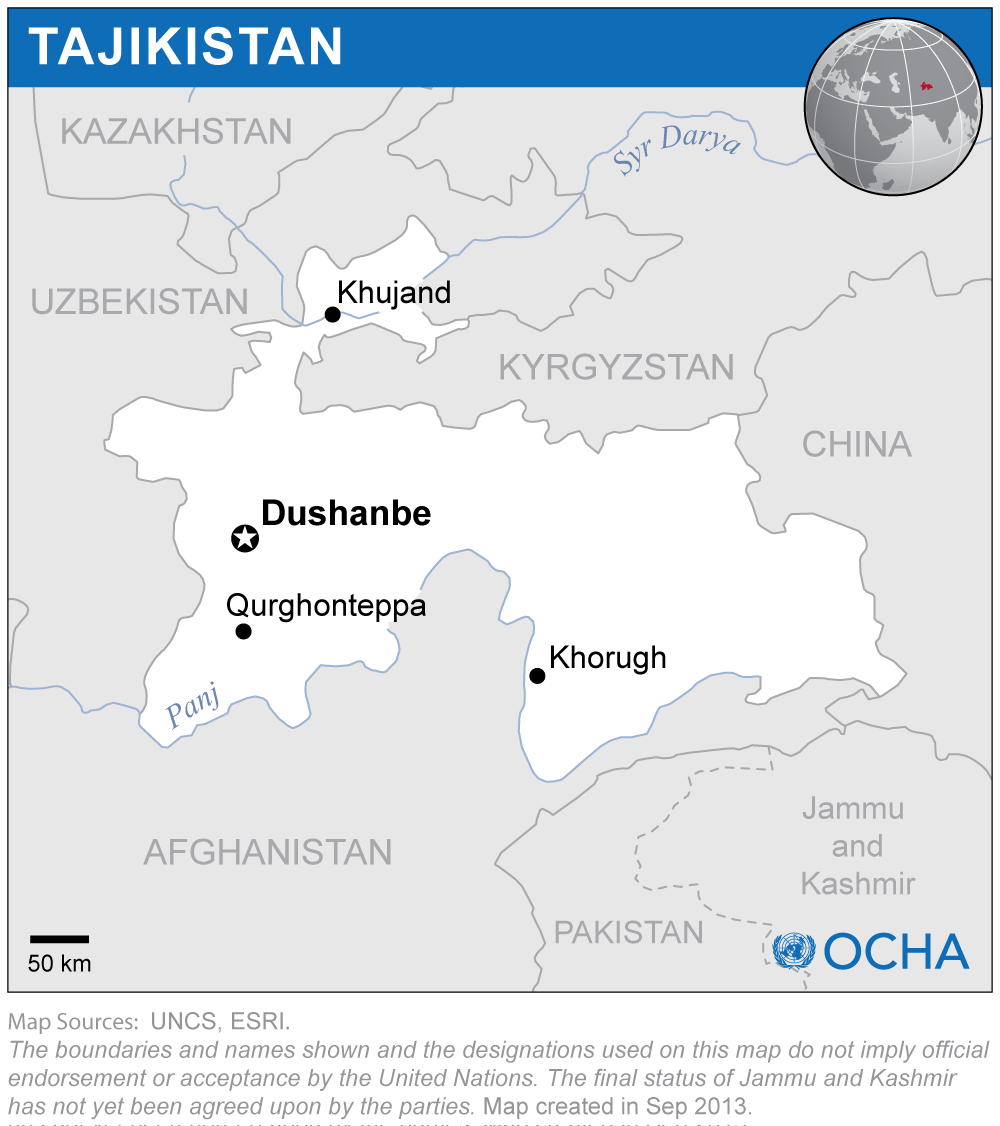 TAJIKISTAN
KAZAKHSTAN
Syr Darya
UZBEKISTAN
Khujand
KYRGYZSTAN
CHINA
Dushanbe
Qurghonteppa
Khorugh
Panj
AFGHANISTAN
Jammu
and
Kashmir
PAKISTAN
OCHA
50 km
Map Sources: UNCS, ESRI.
The boundaries and names shown and the designations used on this map do not imply official
endorsement or acceptance by the United Nations. The final status of Jammu and Kashmir
has not yet been agreed upon by the parties. Map created in Sep 2013.